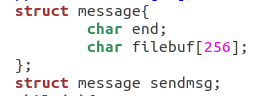 struct message{
char end;
char filebuf[256];
};
struct message sendmsg;